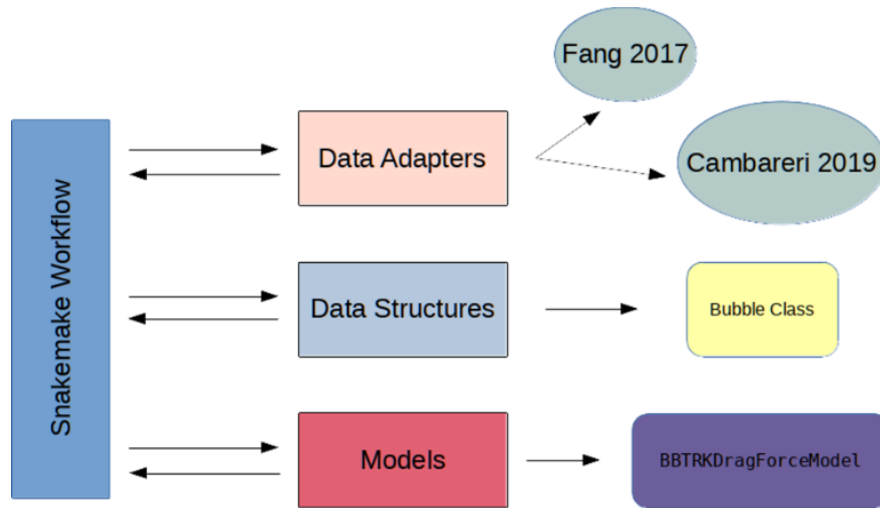 Snakemake Workflow
Fang 2017
Data Adapters
Cambareri 2019
Data Structures
Bubble Class
Models
BBTRKDragForceModel